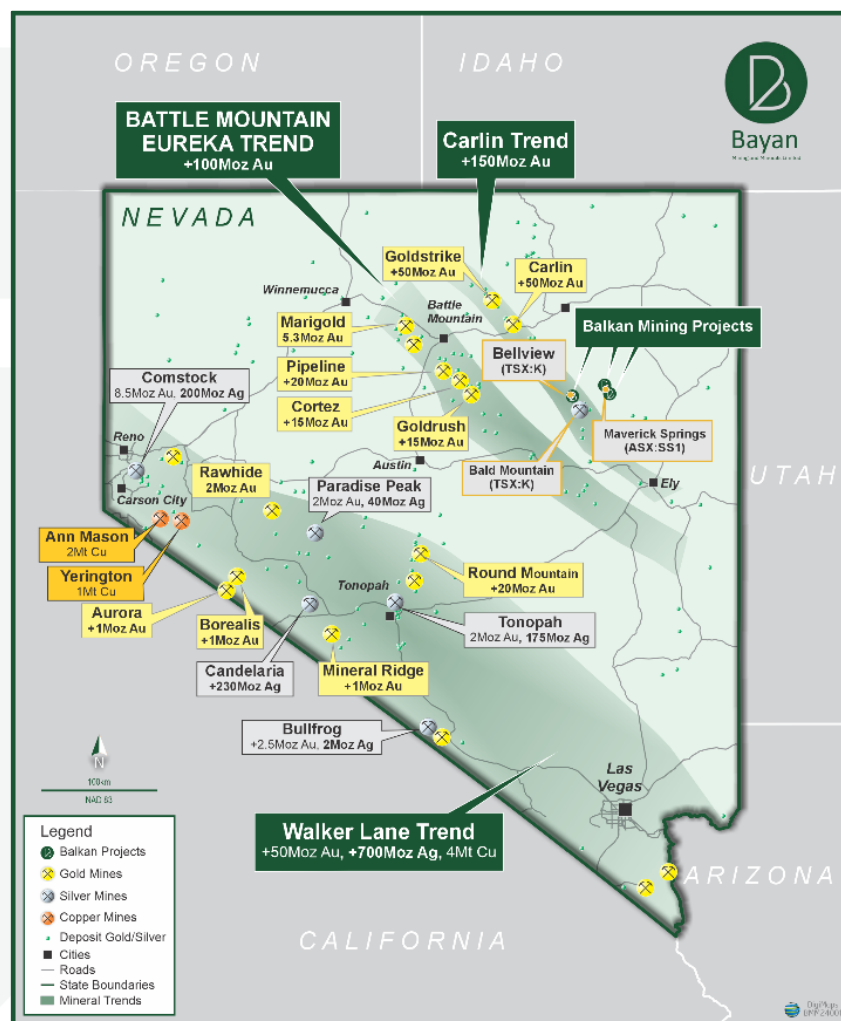 OREGON
IDAHO
BATTLE MOUNTAIN
EUREKA TREND
+100Moz Au
Carlin Trend
+150Moz Au
Bayan
Mining and Minerals Limited
NEVADA
Goldstrike
+50Moz Au
Carlin
+50Moz Au
Winnemucca
Battle
Mountain
Marigold
5.3Moz Au
Balkan Mining Projects
Bellview
(TSX:K)
Pipeline
+20Moz Au
Comstock
8.5Moz Au, 200Moz Ag
Cortez
+15Moz Au
Goldrush
+15Moz Au
Maverick Springs
(ASX:SS1)
Reno
Rawhide
2Moz Au
Austin
Bald Mountain
(TSX:K)
UTAH
Paradise Peak
2Moz Au, 40Moz Ag
Ely
Carson City
Ann Mason
2Mt Cu
Yerington
1Mt Cu
Round Mountain
+20Moz Au
Tonopah
Aurora
+1Moz Au
Borealis
+1Moz Au
Tonopah
2Moz Au, 175Moz Ag
Candelaria
+230Moz Ag
Mineral Ridge
+1Moz Au
Bullfrog
+2.5Moz Au, 2Moz Ag
N
100km
NAD 83
Las
Vegas
Walker Lane Trend
+50Moz Au, +700Moz Ag, 4Mt Cu
Legend
Balkan Projects
Gold Mines
Silver Mines
Copper Mines
Deposit Gold/Silver
Cities
Roads
State Boundaries
Mineral Trends
ARIZONA
CALIFORNIA
DigiMaps